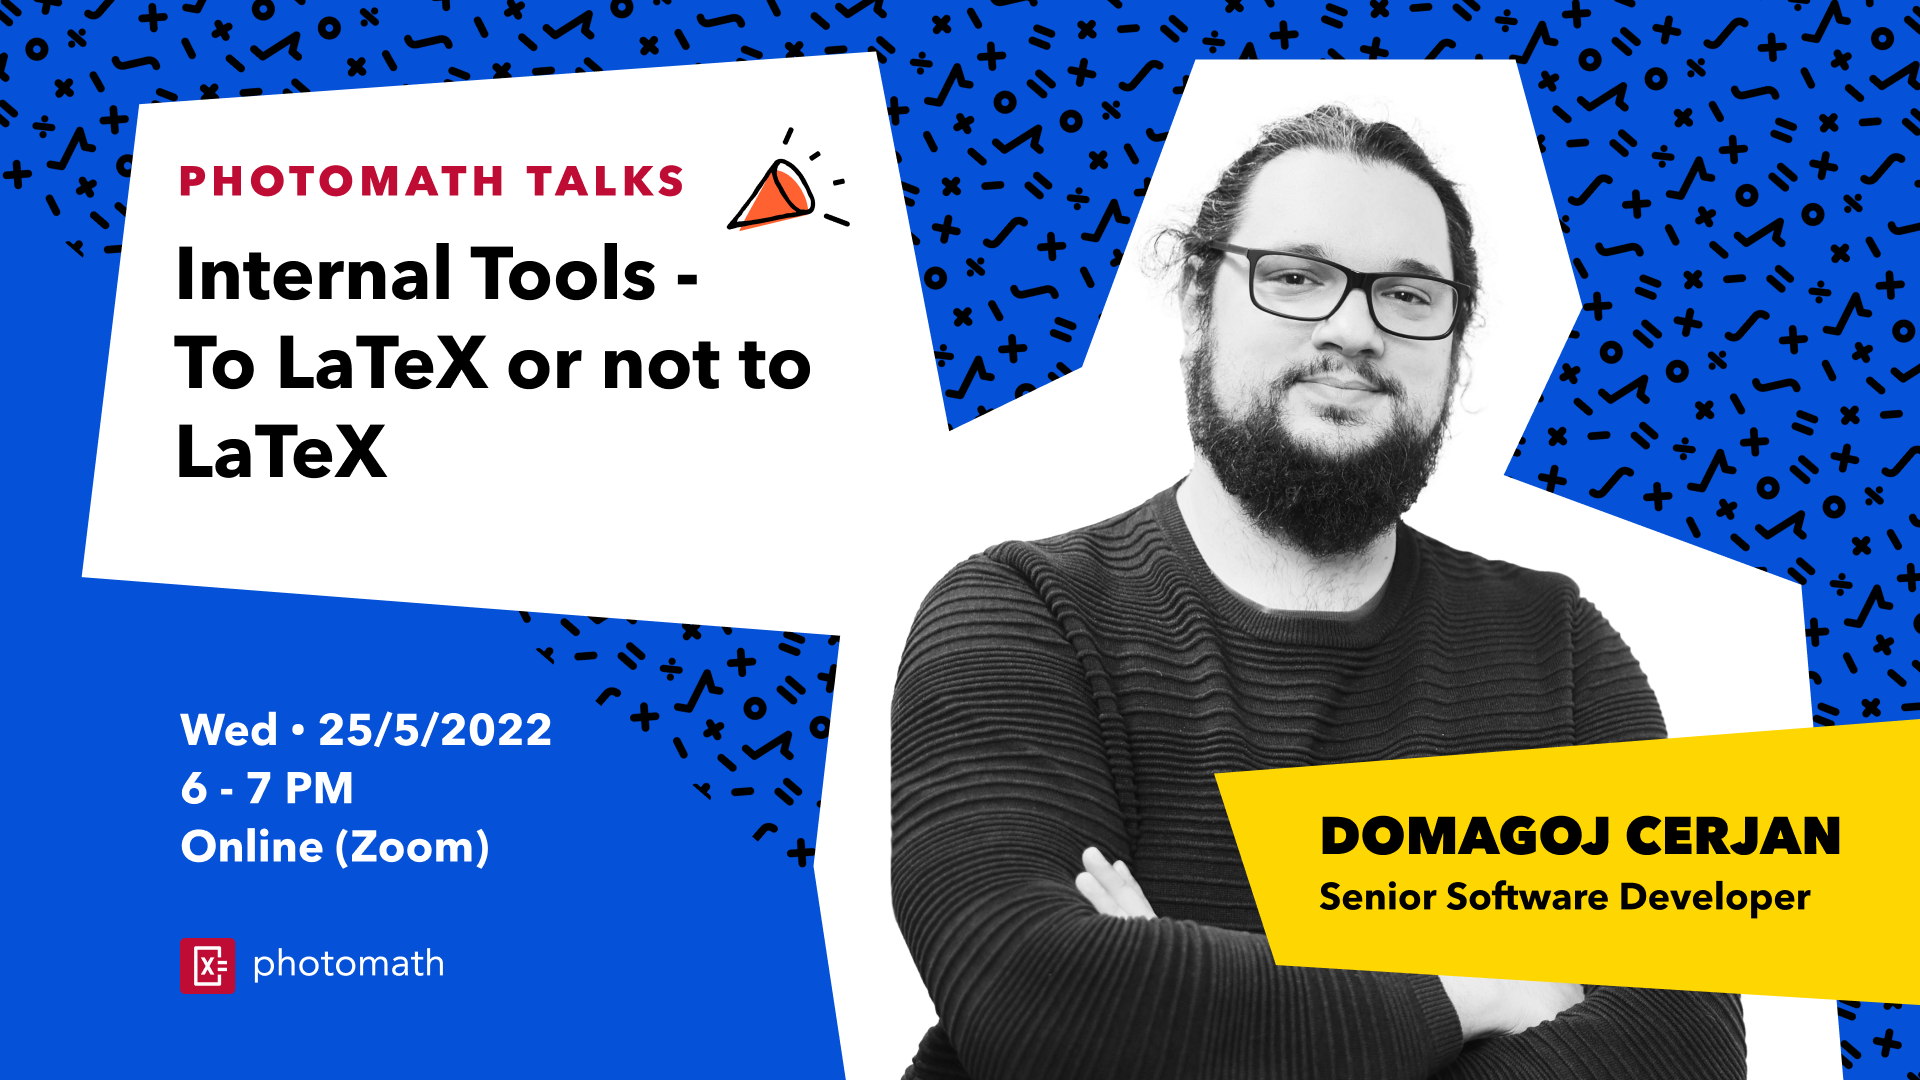 PHOTOMATH TALKS
Internal Tools -
To LaTeX or not to
LaTeX
Wed • 25/5/2022
6 - 7 PM
Online (Zoom)
photomath
DOMAGOJ CERJAN
Senior Software Developer